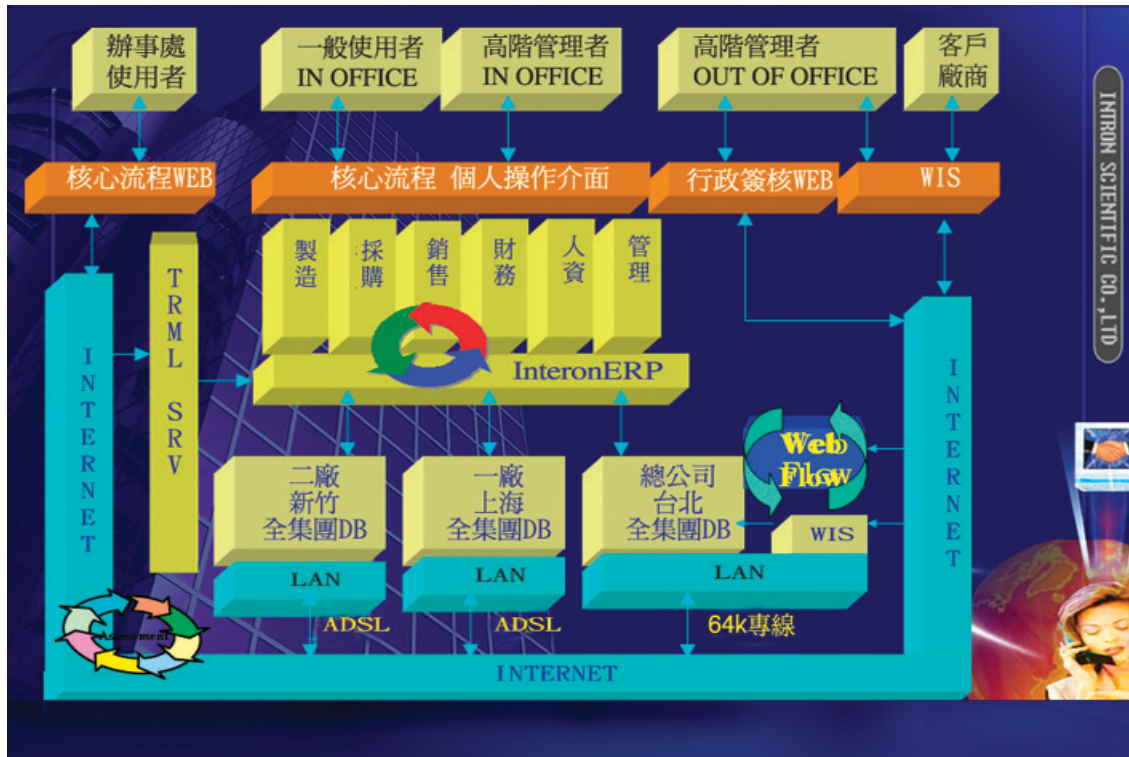 辦事處
使用者
一般使用者
IN OFFICE
高階管理者
IN OFFICE
高階管理者
OUT OF OFFICE
客戶
廠商
核心流程WEB
核心流程 個人操作介面
行政簽核WEB
WIS
製造
採購
銷售
財務
人資
管理
TRML SRV
InteronERP
INTERNET
INTERNET
二廠
新竹
全集團DB
一廠
上海
全集團DB
總公司
台北
全集團DB
Web
Flow
WIS
LAN
LAN
LAN
Assessment
ADSL
ADSL
64k專線
INTERNET
INTRON SCIENTIFIC CO.,LTD